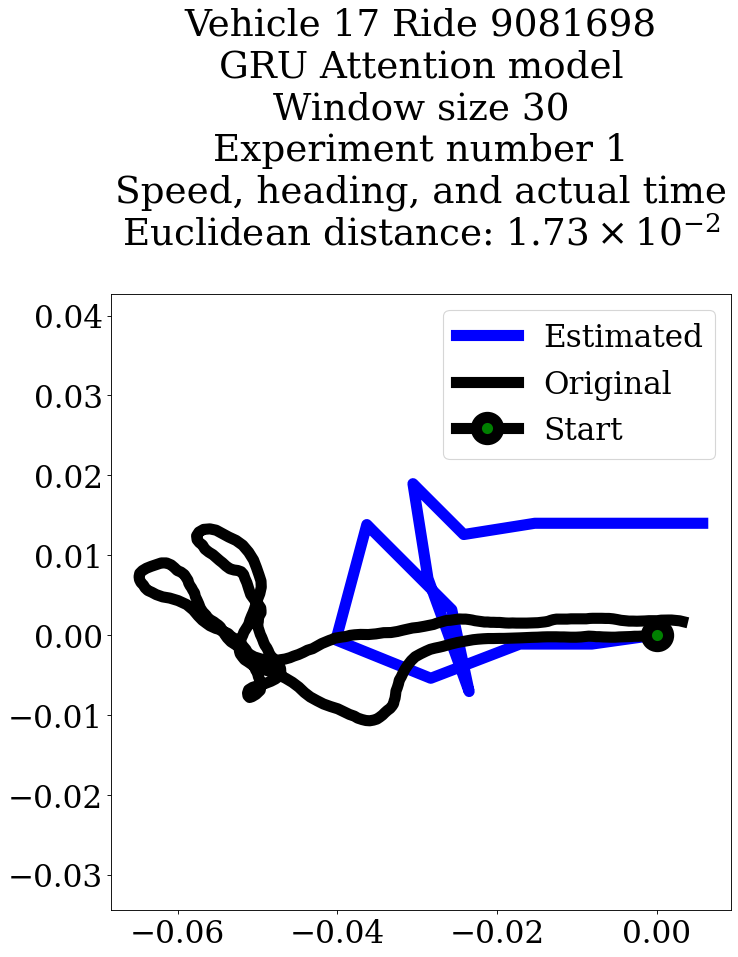 Vehicle 17 Ride 9081698
GRU Attention model
Window size 30
Experiment number 1
Speed, heading, and actual time
Euclidean distance: 1.73 × 10⁻²
Estimated
Original
Start
0.04
0.03
0.02
0.01
0.00
−0.01
−0.02
−0.03
−0.06
−0.04
−0.02
0.00